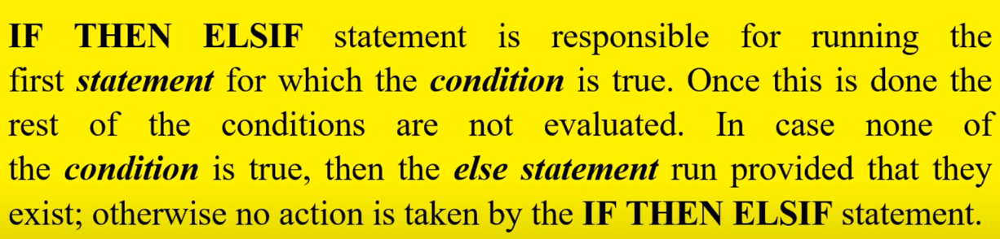 IF THEN ELSIF statement is responsible for running the
first statement for which the condition is true. Once this is done the
rest of the conditions are not evaluated. In case none of
the condition is true, then the else statement run provided that they
exist; otherwise no action is taken by the IF THEN ELSIF statement.